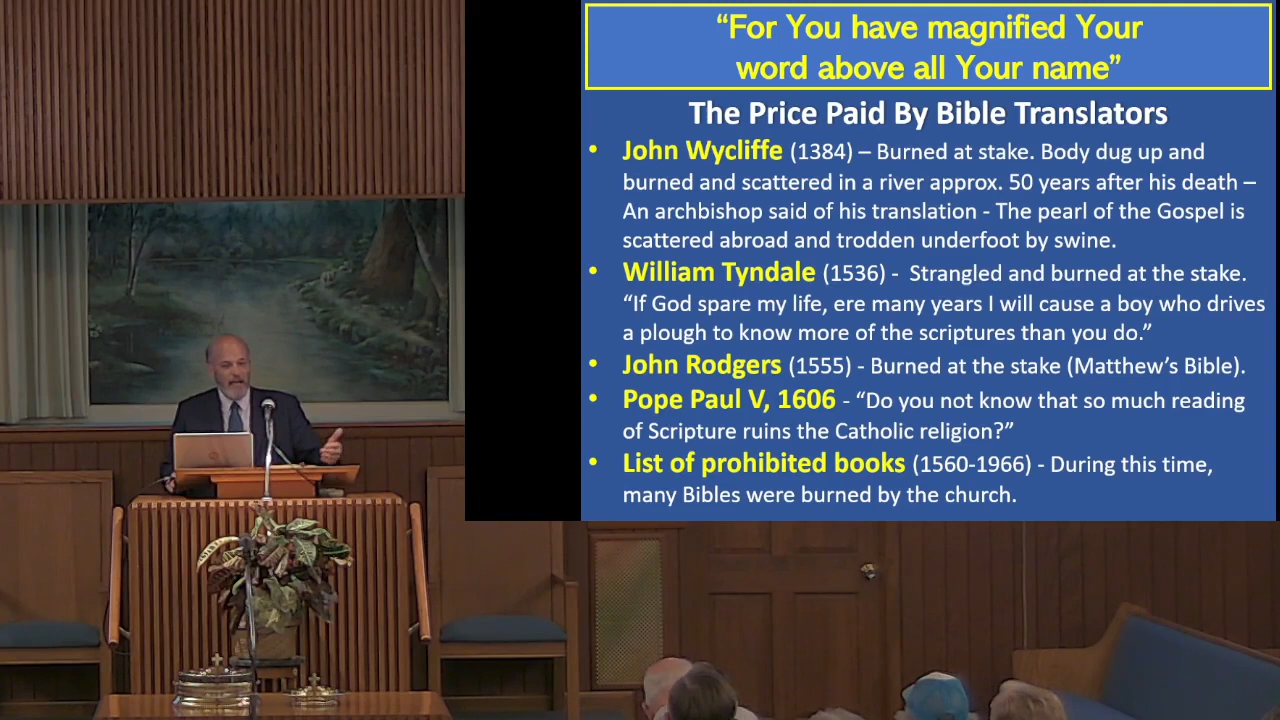 “For You have magnified Your
word above all Your name”
The Price Paid By Bible Translators
• John Wycliffe (1384) – Burned at stake. Body dug up and
burned and scattered in a river approx. 50 years after his death –
An archbishop said of his translation - The pearl of the Gospel is
scattered abroad and trodden underfoot by swine.
• William Tyndale (1536) - Strangled and burned at the stake.
“If God spare my life, ere many years I will cause a boy who drives
a plough to know more of the scriptures than you do.”
• John Rodgers (1555) - Burned at the stake (Matthew’s Bible).
• Pope Paul V, 1606 - “Do you not know that so much reading
of Scripture ruins the Catholic religion?”
• List of prohibited books (1560-1966) - During this time,
many Bibles were burned by the church.